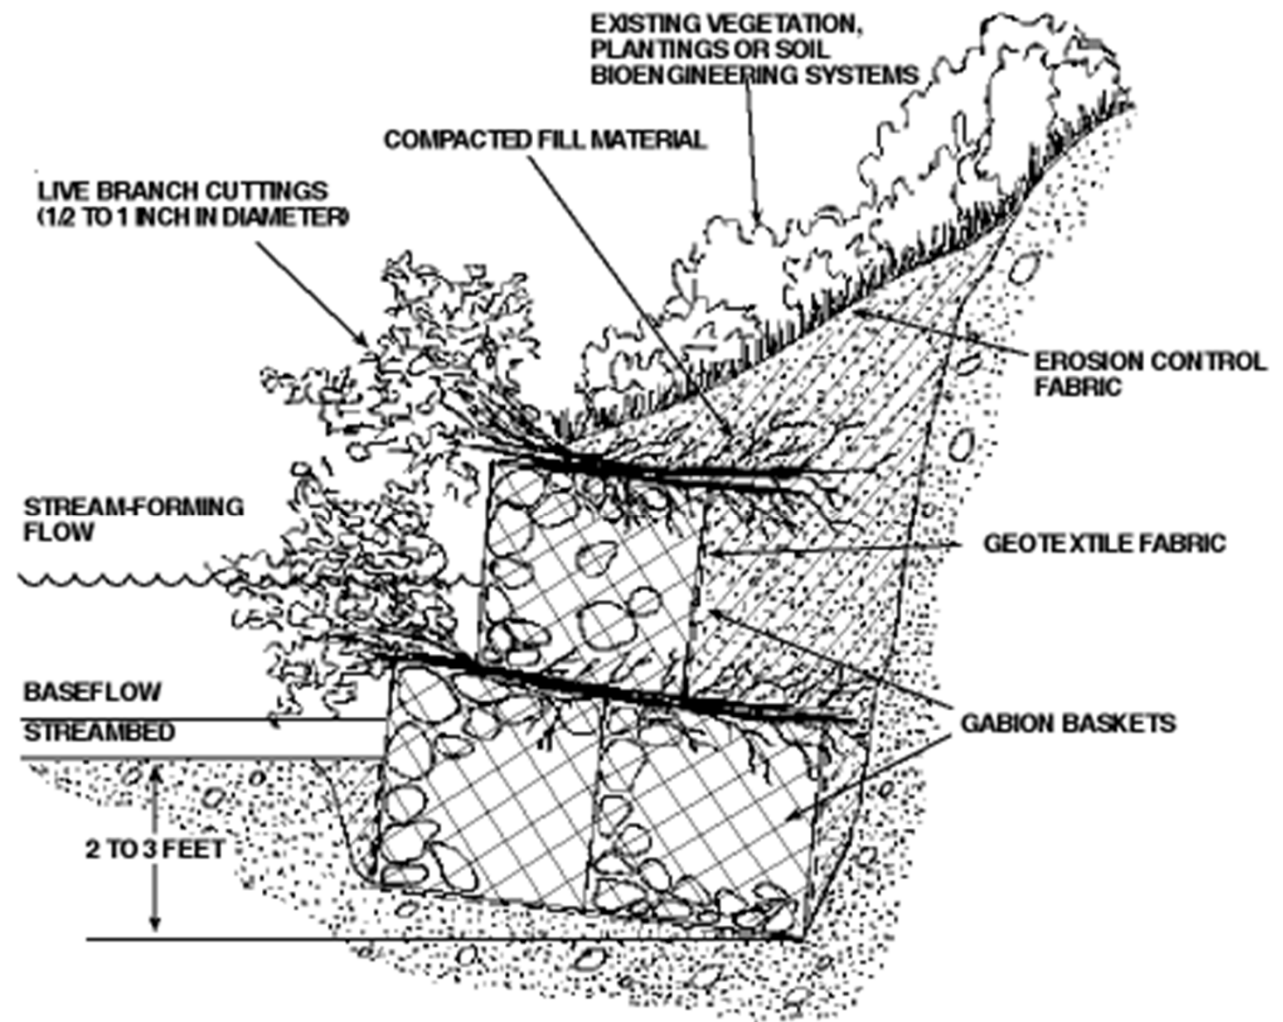 EXISTING VEGETATION,
PLANTINGS OR SOIL
BIOENGINEERING SYSTEMS
COMPACTED FILL MATERIAL
LIVE BRANCH CUTTINGS
(1/2 TO 1 INCH IN DIAMETER)
EROSION CONTROL
FABRIC
STREAM-FORMING
FLOW
GEOTEXTILE FABRIC
BASEFLOW
STREAMBED
GABION BASKETS
2 TO 3 FEET